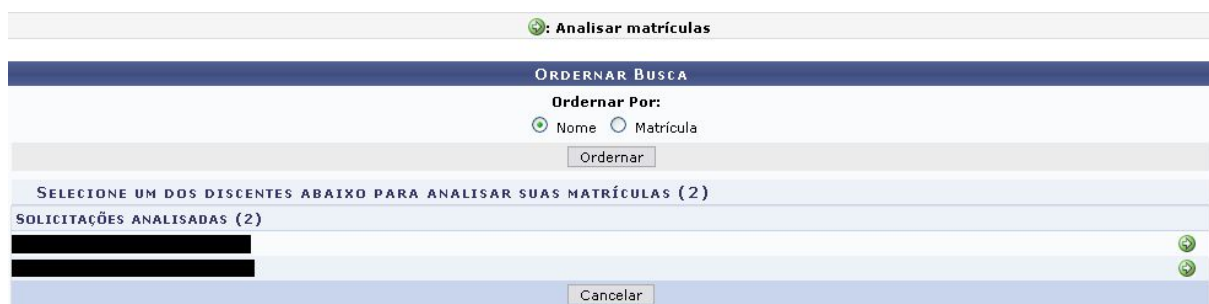 : Analisar matrículas
Ordernar Busca
Ordernar Por:
Nome Matrícula
Ordernar
Selecione um dos discentes abaixo para analisar suas matrículas (2)
Solicitações analisadas (2)
Cancelar